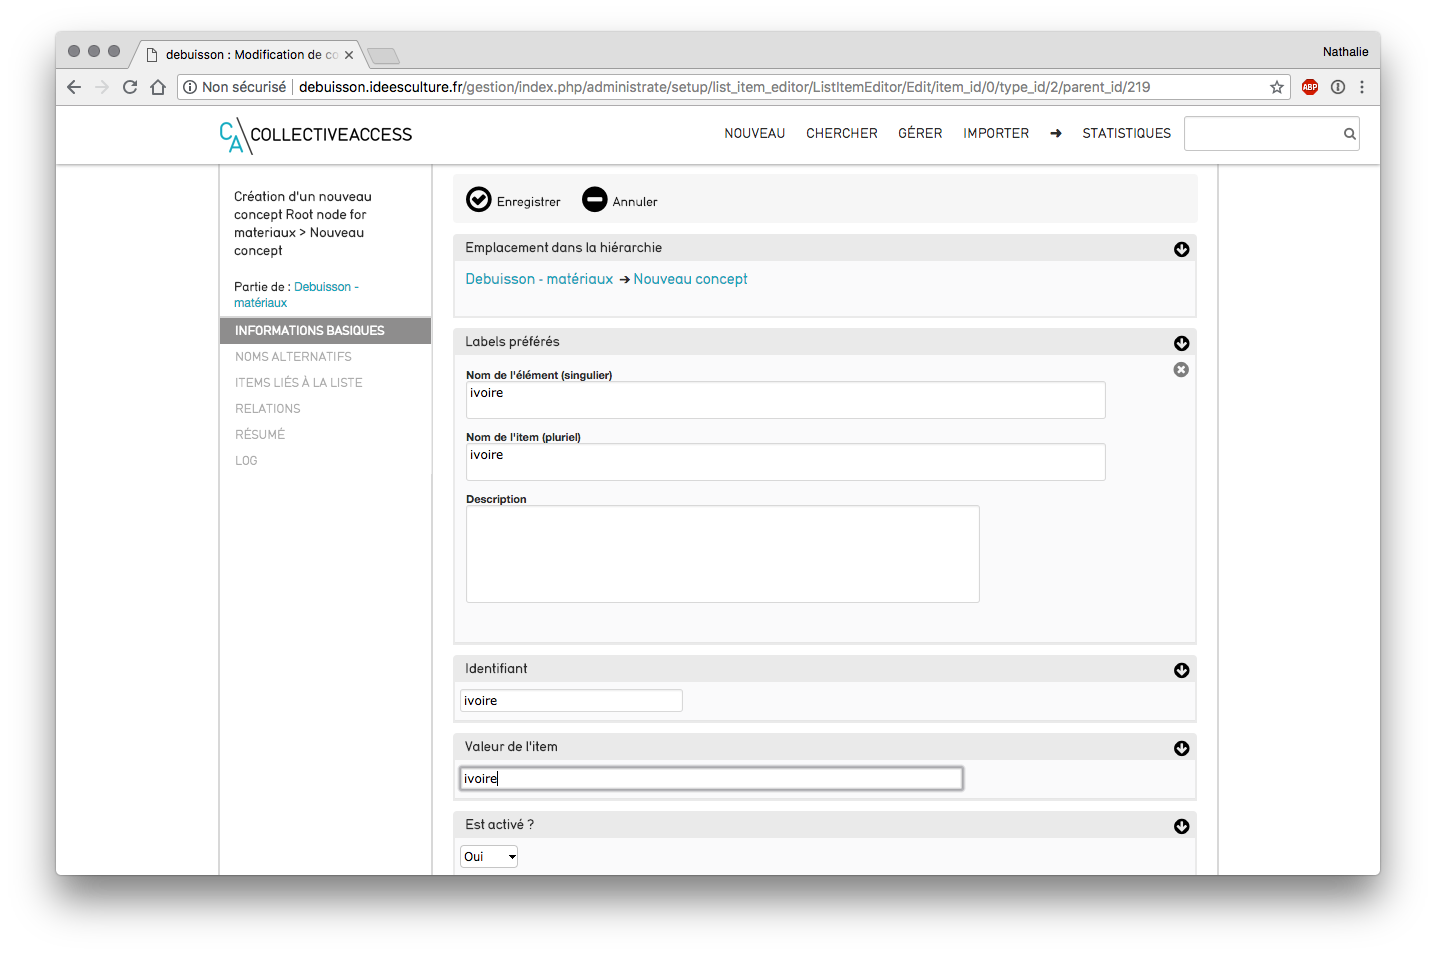 debuisson : Modification de co
Nathalie
Non sécurisé
debuisson.ideesculture.fr/gestion/index.php/administrate/setup/list_item_editor/ListItemEditor/Edit/item_id/0/type_id/2/parent_id/219
ABP
CA COLLECTIVEACCESS
NOUVEAU CHERCHER GÉRER IMPORTER ➔ STATISTIQUES
Création d'un nouveau
concept Root node for
materiaux > Nouveau
concept
Partie de : Debuisson -
matériaux
INFORMATIONS BASIQUES
NOMS ALTERNATIFS
ITEMS LIÉS À LA LISTE
RELATIONS
RÉSUMÉ
LOG
Enregistrer Annuler
Emplacement dans la hiérarchie
Debuisson - matériaux ➔ Nouveau concept
Labels préférés
Nom de l'élément (singulier)
ivoire
Nom de l'item (pluriel)
ivoire
Description
Identifiant
ivoire
Valeur de l'item
ivoire
Est activé ?
Oui